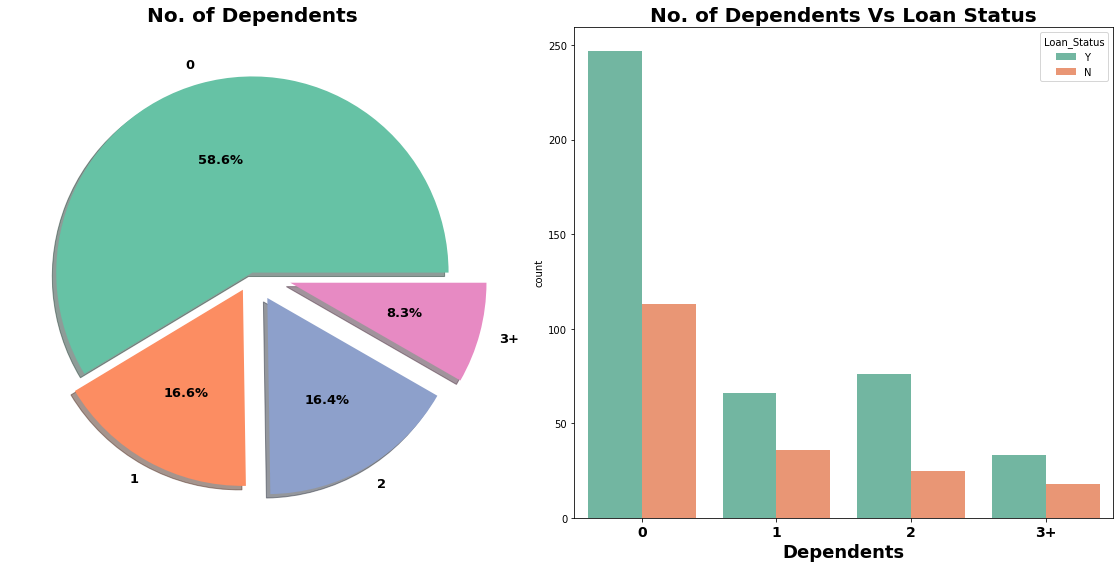 No. of Dependents
0
58.6%
8.3%
3+
16.6%
16.4%
1
2
No. of Dependents Vs Loan Status
Loan_Status
Y
N
250
200
150
100
50
0
count
0 1 2 3+
Dependents